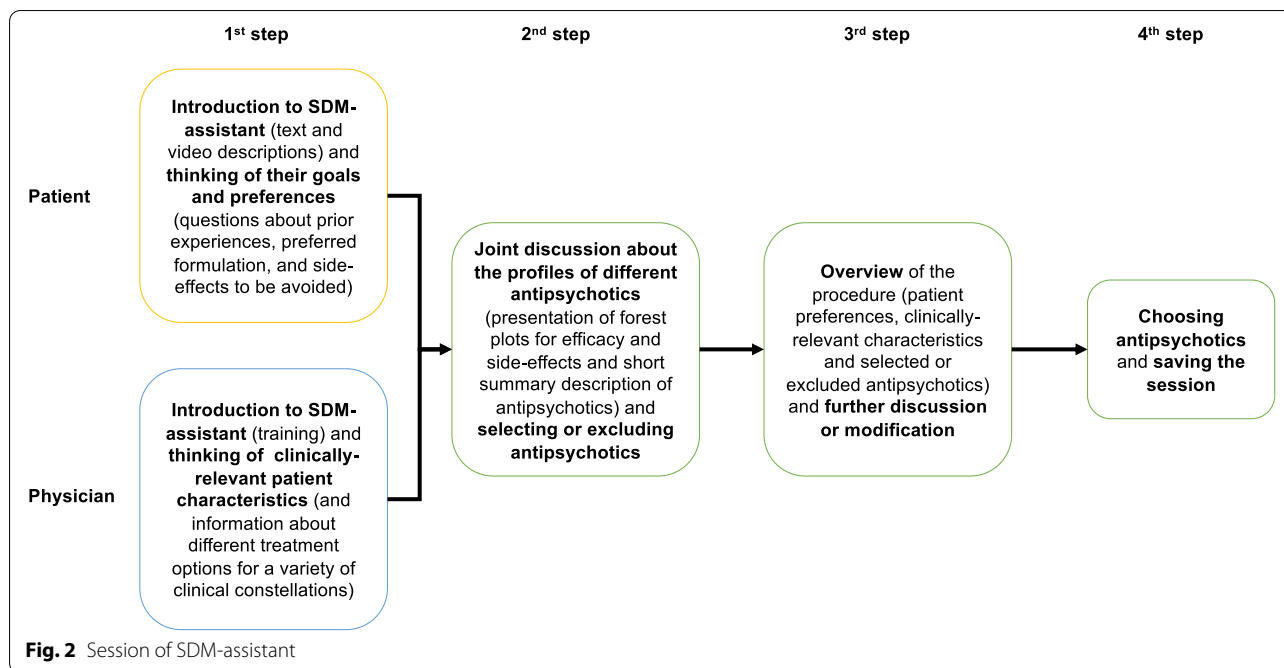 1st step
2nd step
3rd step
4th step
Patient
Introduction to SDM-
assistant (text and
video descriptions) and
thinking of their goals
and preferences
(questions about prior
experiences, preferred
formulation, and side-
effects to be avoided)
Physician
Introduction to SDM-
assistant (training) and
thinking of clinically-
relevant patient
characteristics (and
information about
different treatment
options for a variety of
clinical constellations)
Joint discussion about
the profiles of different
antipsychotics
(presentation of forest
plots for efficacy and
side-effects and short
summary description of
antipsychotics) and
selecting or excluding
antipsychotics
Overview of the
procedure (patient
preferences, clinically-
relevant characteristics
and selected or
excluded antipsychotics)
and further discussion
or modification
Choosing
antipsychotics
and saving the
session
Fig. 2 Session of SDM-assistant